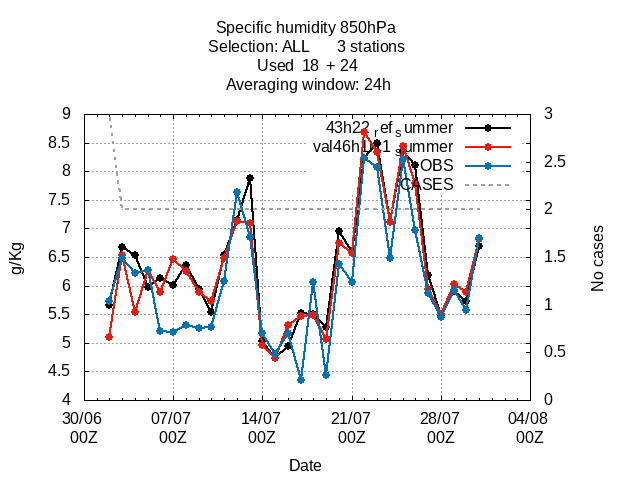 Specific humidity 850hPa
Selection: ALL 3 stations
Used 18 + 24
Averaging window: 24h
43h22ref summer
summer
OBS
CASES
g/Kg
No cases
9
8.5
8
7.5
7
6.5
6
5.5
5
4.5
4
3
2.5
2
1.5
1
0.5
0
30/06 07/07 14/07 21/07 28/07 04/08
00Z 00Z 00Z 00Z 00Z 00Z
Date